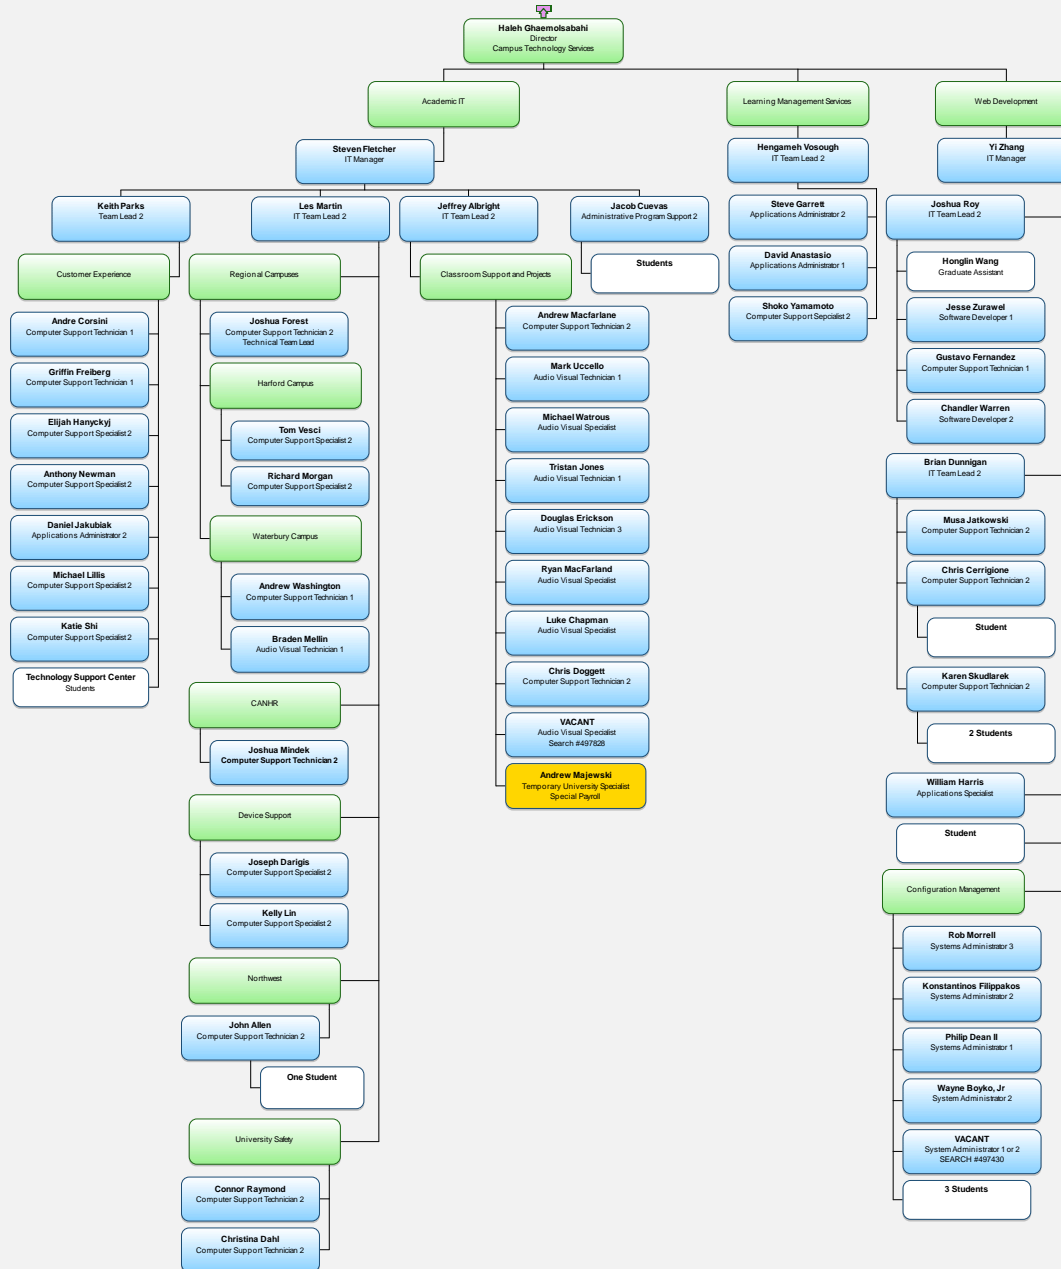 Haleh Ghaemolsabahi
Director
Campus Technology Services
Academic IT
Learning Management Services
Web Development
Steven Fletcher
IT Manager
Hengameh Vosough
IT Team Lead 2
Yi Zhang
IT Manager
Keith Parks
Team Lead 2
Les Martin
IT Team Lead 2
Jeffrey Albright
IT Team Lead 2
Jacob Cuevas
Administrative Program Support 2
Customer Experience
Andre Corsini
Computer Support Technician 1
Griffin Freiberg
Computer Support Technician 1
Elijah Hanyckyj
Computer Support Specialist 2
Anthony Newman
Computer Support Specialist 2
Daniel Jakubiak
Applications Administrator 2
Michael Lillis
Computer Support Specialist 2
Katie Shi
Computer Support Specialist 2
Technology Support Center
Students
Regional Campuses
Joshua Forest
Computer Support Technician 2
Technical Team Lead
Harford Campus
Tom Vesci
Computer Support Specialist 2
Richard Morgan
Computer Support Specialist 2
Waterbury Campus
Andrew Washington
Computer Support Technician 1
Braden Mellin
Audio Visual Technician 1
CANHR
Joshua Mindek
Computer Support Technician 2
Device Support
Joseph Darigis
Computer Support Specialist 2
Kelly Lin
Computer Support Specialist 2
Northwest
John Allen
Computer Support Technician 2
One Student
University Safety
Connor Raymond
Computer Support Technician 2
Christina Dahl
Computer Support Technician 2
Classroom Support and Projects
Andrew Macfarlane
Computer Support Technician 2
Mark Uccello
Audio Visual Technician 1
Michael Watrous
Audio Visual Specialist
Tristan Jones
Audio Visual Technician 1
Douglas Erickson
Audio Visual Technician 3
Ryan MacFarland
Audio Visual Specialist
Luke Chapman
Audio Visual Specialist
Chris Doggett
Computer Support Technician 2
VACANT
Audio Visual Specialist
Search #497828
Andrew Majewski
Temporary University Specialist
Special Payroll
Students
Steve Garrett
Applications Administrator 2
David Anastasio
Applications Administrator 1
Shoko Yamamoto
Computer Support Sepcialist 2
Joshua Roy
IT Team Lead 2
Honglin Wang
Graduate Assistant
Jesse Zurawel
Software Developer 1
Gustavo Fernandez
Computer Support Technician 1
Chandler Warren
Software Developer 2
Brian Dunnigan
IT Team Lead 2
Musa Jatkowski
Computer Support Technician 2
Chris Cerrigione
Computer Support Technician 2
Student
Karen Skudlarek
Computer Support Technician 2
2 Students
William Harris
Applications Specialist
Student
Configuration Management
Rob Morrell
Systems Administrator 3
Konstantinos Filippakos
Systems Administrator 2
Philip Dean II
Systems Administrator 1
Wayne Boyko, Jr
System Administrator 2
VACANT
System Administrator 1 or 2
SEARCH #497430
3 Students